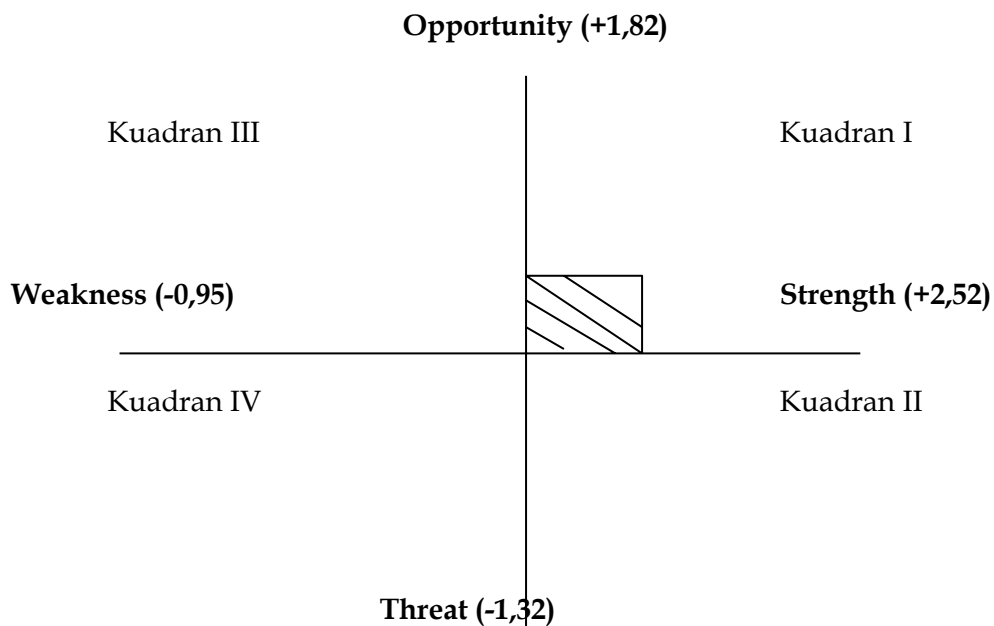 Opportunity (+1,82)
Kuadran III
Kuadran I
Weakness (-0,95)
Strength (+2,52)
Kuadran IV
Kuadran II
Threat (-1,32)